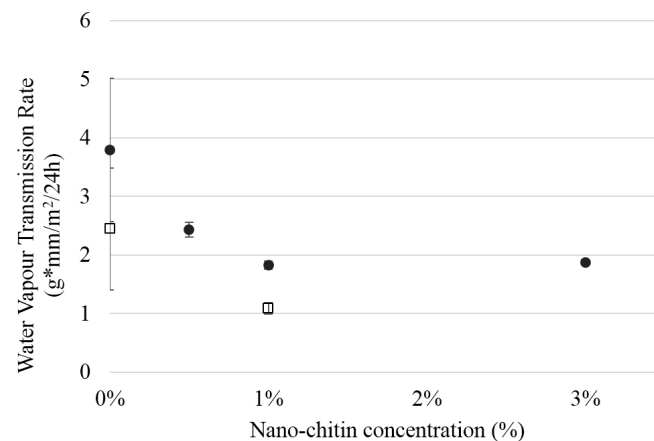 6
5
4
3
2
1
0
Water Vapour Transmission Rate
(g*mm/m²/24h)
0% 1% 2% 3%
Nano-chitin concentration (%)